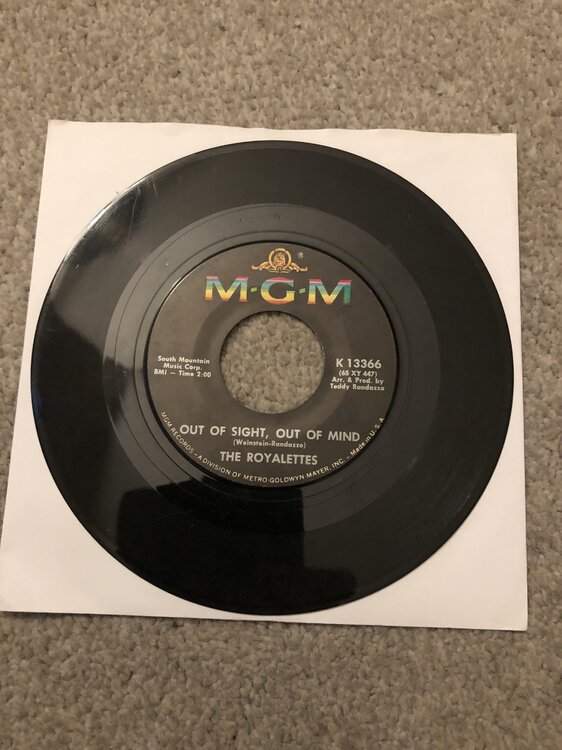 ®
M·G·M
South Mountain
Music Corp.
BMI — Time 2:00
K 13366
(65 XY 447)
Arr. & Prod. by
Teddy Randazzo
OUT OF SIGHT, OUT OF MIND
(Weinstein-Randazzo)
THE ROYALETTES
MGM RECORDS • A DIVISION OF METRO-GOLDWYN-MAYER, INC. — Made in U.S.A